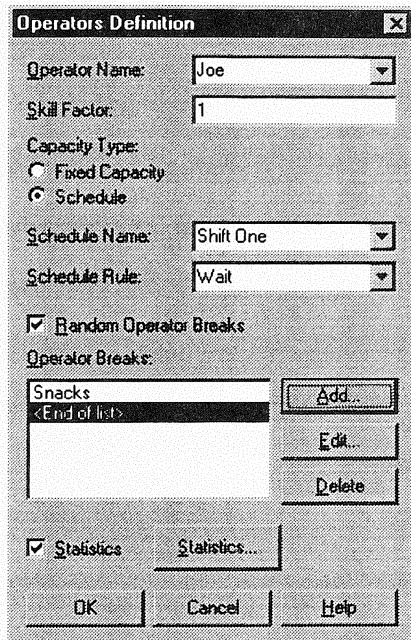 Operators Definition
Operator Name: Joe
Skill Factor: 1
Capacity Type:
Fixed Capacity
Schedule
Schedule Name: Shift One
Schedule Rule: Wait
Random Operator Breaks
Operator Breaks:
Snacks
<End of list>
Add...
Edit...
Delete
Statistics Statistics...
OK Cancel Help